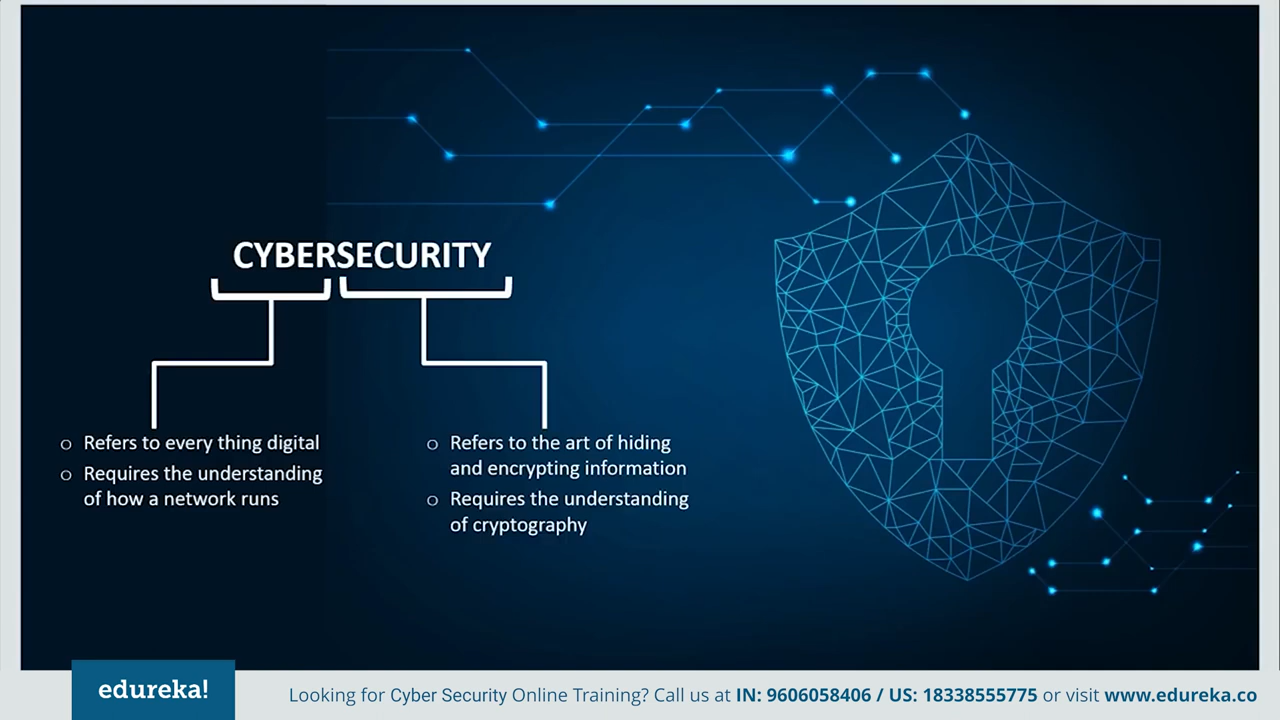 CYBERSECURITY
o Refers to every thing digital
o Requires the understanding
of how a network runs
o Refers to the art of hiding
and encrypting information
o Requires the understanding
of cryptography
edureka!
Looking for Cyber Security Online Training? Call us at IN: 9606058406 / US: 18338555775 or visit www.edureka.co